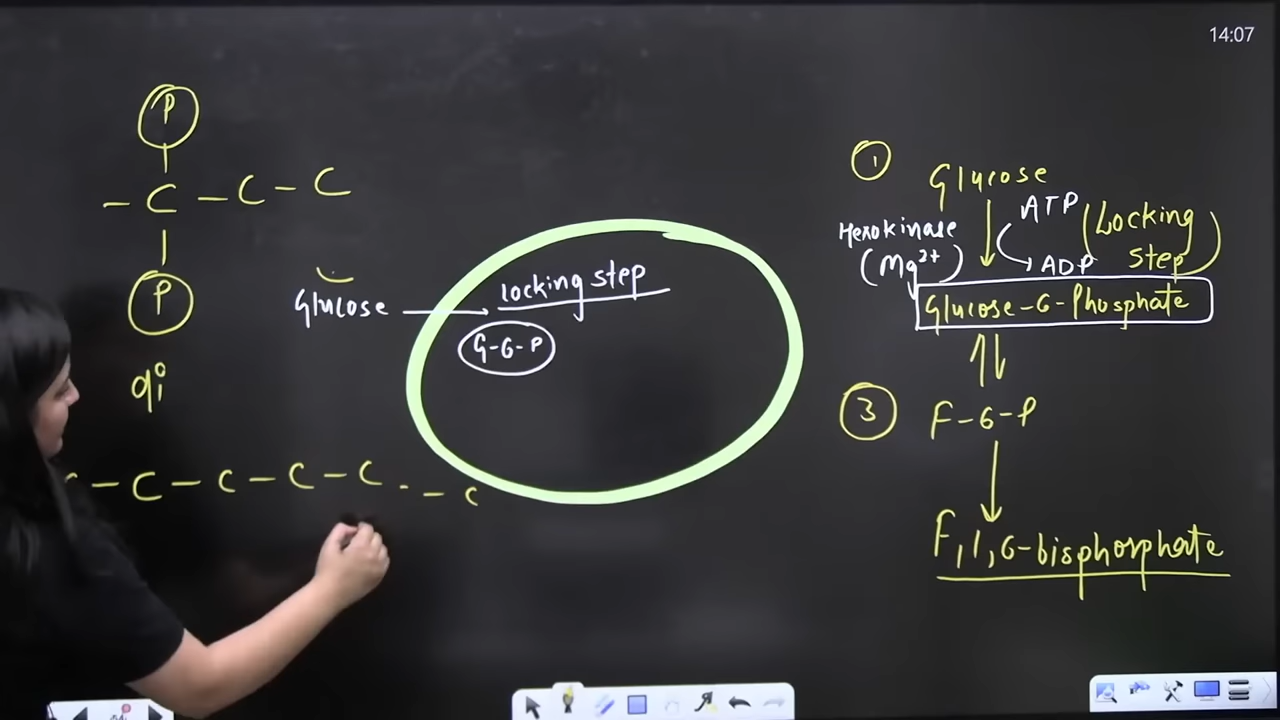 14:07
P
- C - C - C
P
di
C - C - C - C - C - - C
Glucose
locking step
G-6-P
1
Glucose
Hexokinase
(Mg2+)
ATP
ADP
(Locking
Step)
Glucose-6-Phosphate
3
F-6-P
F,1,6-bisphosphate